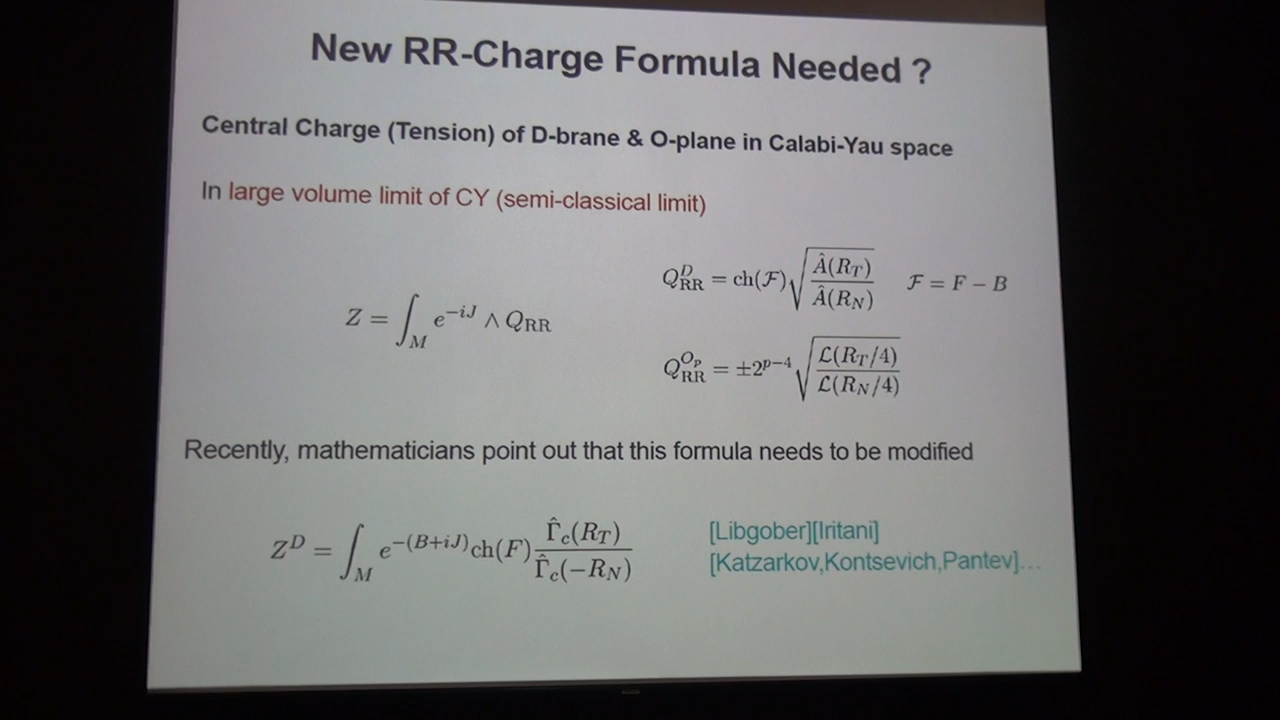 New RR-Charge Formula Needed ?
Central Charge (Tension) of D-brane & O-plane in Calabi-Yau space
In large volume limit of CY (semi-classical limit)
Z = ∫_M e^{-iJ} ∧ Q_RR
Q^D_RR = ch(ℱ)√(Â(R_T)/Â(R_N)) ℱ = F − B
Q^{O_p}_RR = ±2^{p−4}√(ℒ(R_T/4)/ℒ(R_N/4))
Recently, mathematicians point out that this formula needs to be modified
Z^D = ∫_M e^{−(B+iJ)}ch(F) Γ̂_c(R_T)/Γ̂_c(−R_N)
[Libgober][Iritani]
[Katzarkov,Kontsevich,Pantev]...